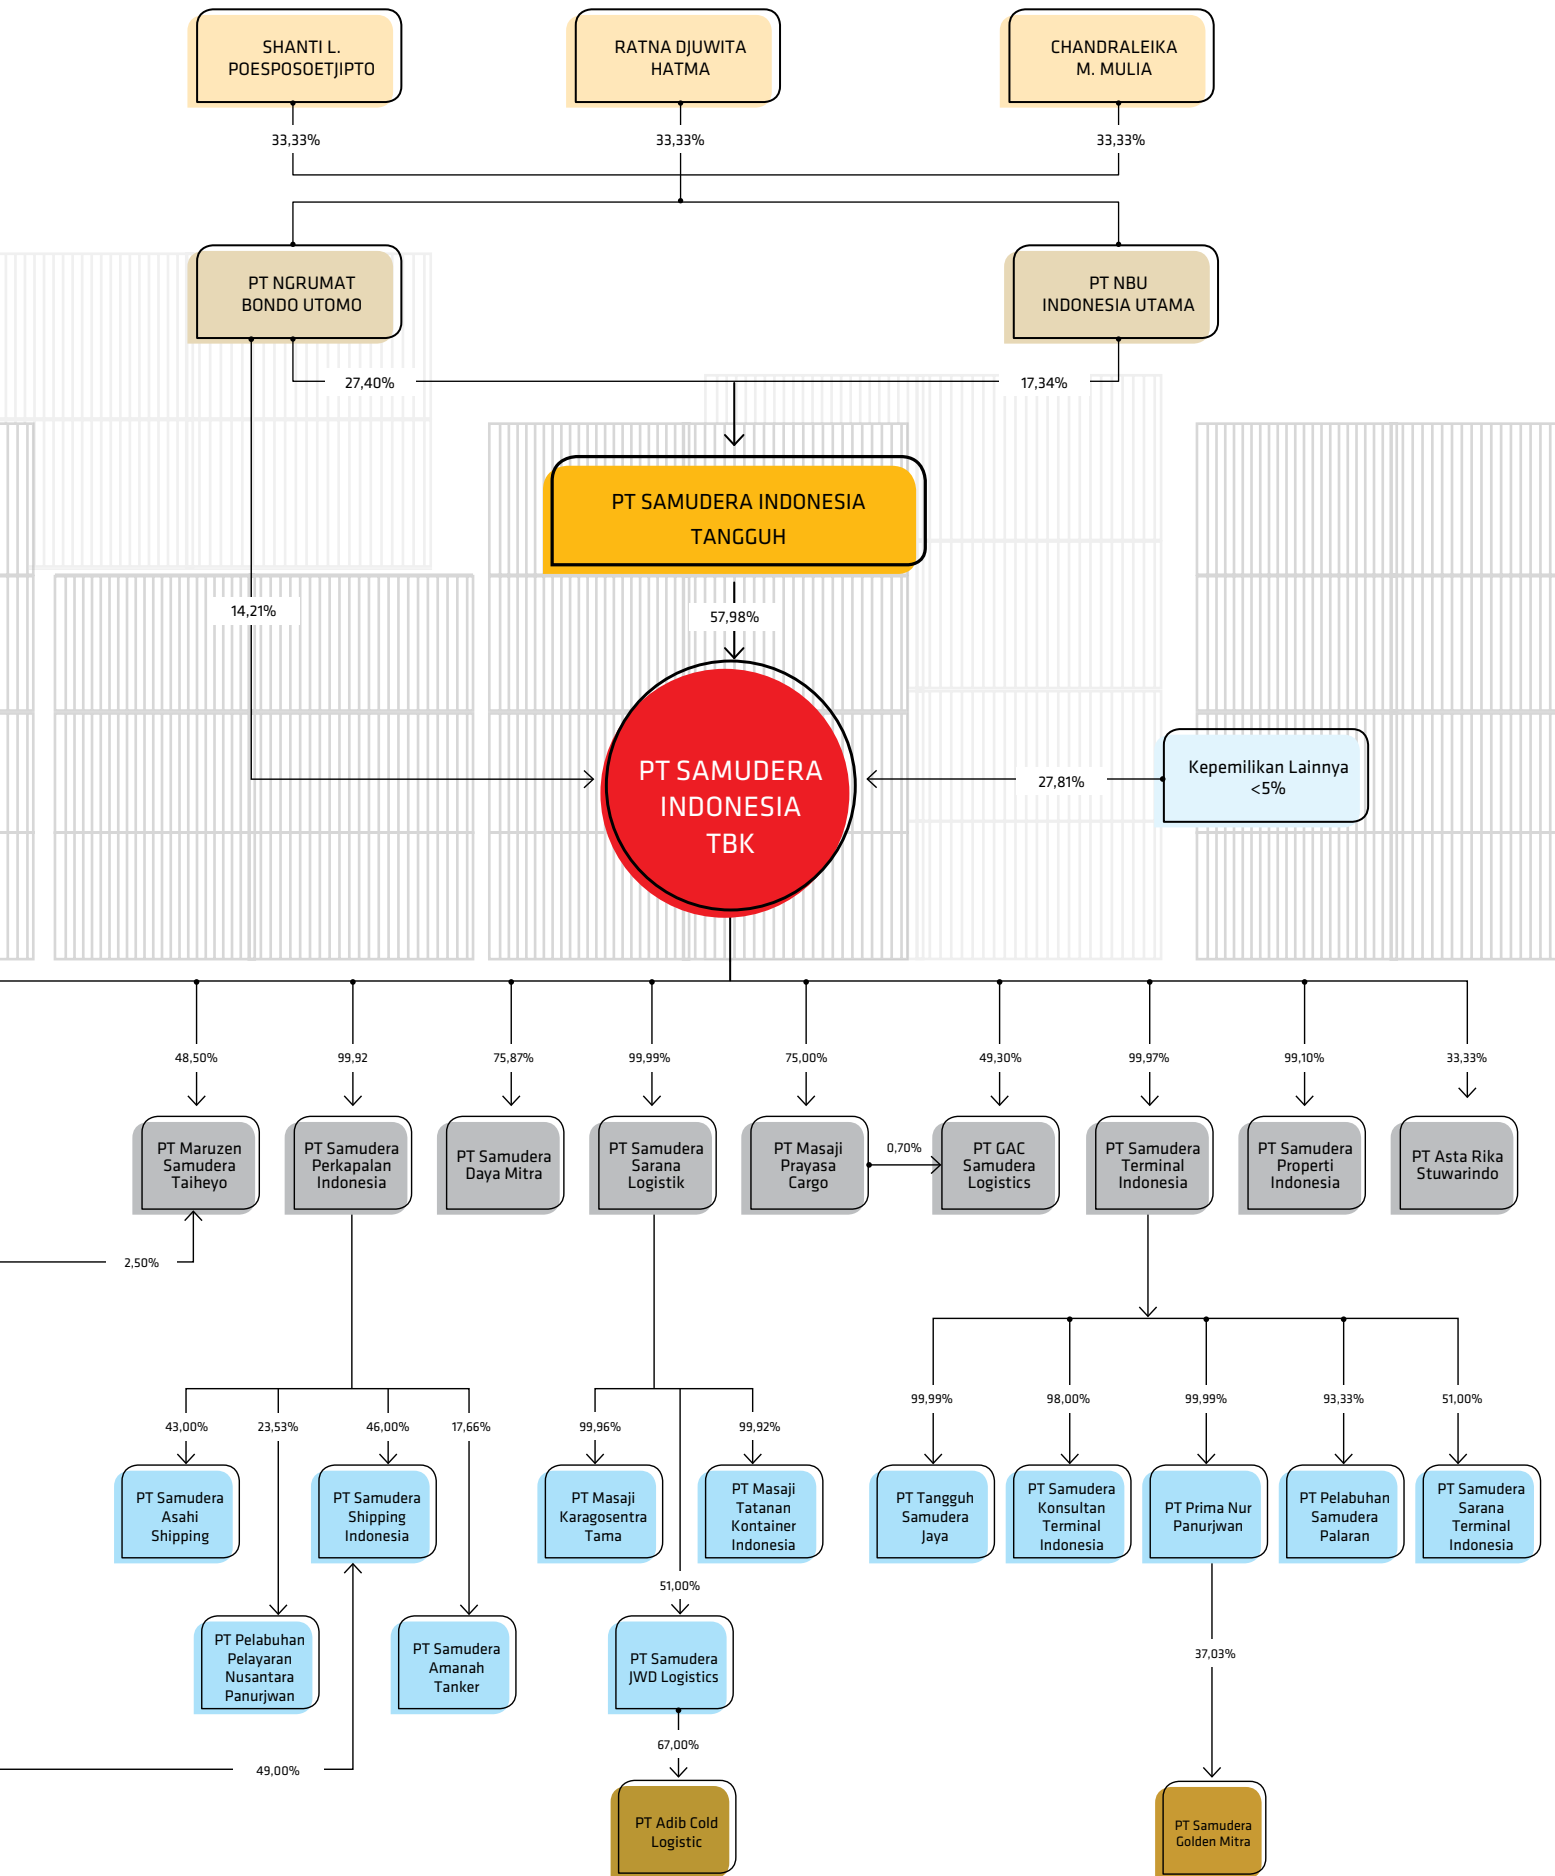 SHANTI L.
POESPOSOETJIPTO
RATNA DJUWITA
HATMA
CHANDRALEIKA
M. MULIA
33,33%
33,33%
33,33%
PT NGRUMAT
BONDO UTOMO
PT NBU
INDONESIA UTAMA
27,40%
17,34%
PT SAMUDERA INDONESIA
TANGGUH
14,21%
57,98%
PT SAMUDERA
INDONESIA
TBK
27,81%
Kepemilikan Lainnya
<5%
48,50%
99,92
75,87%
99,99%
75,00%
49,30%
99,97%
99,10%
33,33%
PT Maruzen
Samudera
Taiheyo
PT Samudera
Perkapalan
Indonesia
PT Samudera
Daya Mitra
PT Samudera
Sarana
Logistik
PT Masaji
Prayasa
Cargo
0,70%
PT GAC
Samudera
Logistics
PT Samudera
Terminal
Indonesia
PT Samudera
Properti
Indonesia
PT Asta Rika
Stuwarindo
2,50%
43,00%
23,53%
46,00%
17,66%
99,96%
99,92%
99,99%
98,00%
99,99%
93,33%
51,00%
PT Samudera
Asahi
Shipping
PT Samudera
Shipping
Indonesia
PT Masaji
Karagosentra
Tama
PT Masaji
Tatanan
Kontainer
Indonesia
PT Tangguh
Samudera
Jaya
PT Samudera
Konsultan
Terminal
Indonesia
PT Prima Nur
Panurjwan
PT Pelabuhan
Samudera
Palaran
PT Samudera
Sarana
Terminal
Indonesia
51,00%
PT Pelabuhan
Pelayaran
Nusantara
Panurjwan
PT Samudera
Amanah
Tanker
PT Samudera
JWD Logistics
37,03%
67,00%
49,00%
PT Adib Cold
Logistic
PT Samudera
Golden Mitra